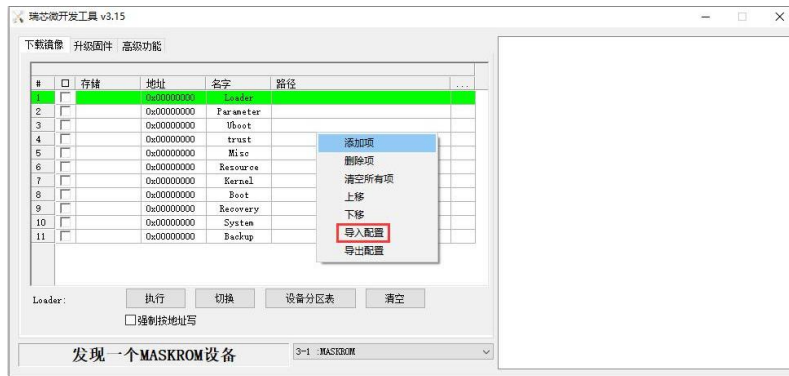 瑞芯微开发工具 v3.15
下载镜像 升级固件 高级功能
# 存储 地址 名字 路径 ...
1 0x00000000 Loader
2 0x00000000 Parameter
3 0x00000000 Uboot
4 0x00000000 trust
5 0x00000000 Misc
6 0x00000000 Resource
7 0x00000000 Kernel
8 0x00000000 Boot
9 0x00000000 Recovery
10 0x00000000 System
11 0x00000000 Backup
添加项
删除项
清空所有项
上移
下移
导入配置
导出配置
Loader: 执行 切换 设备分区表 清空
强制按地址写
发现一个MASKROM设备 3-1 :MASKROM